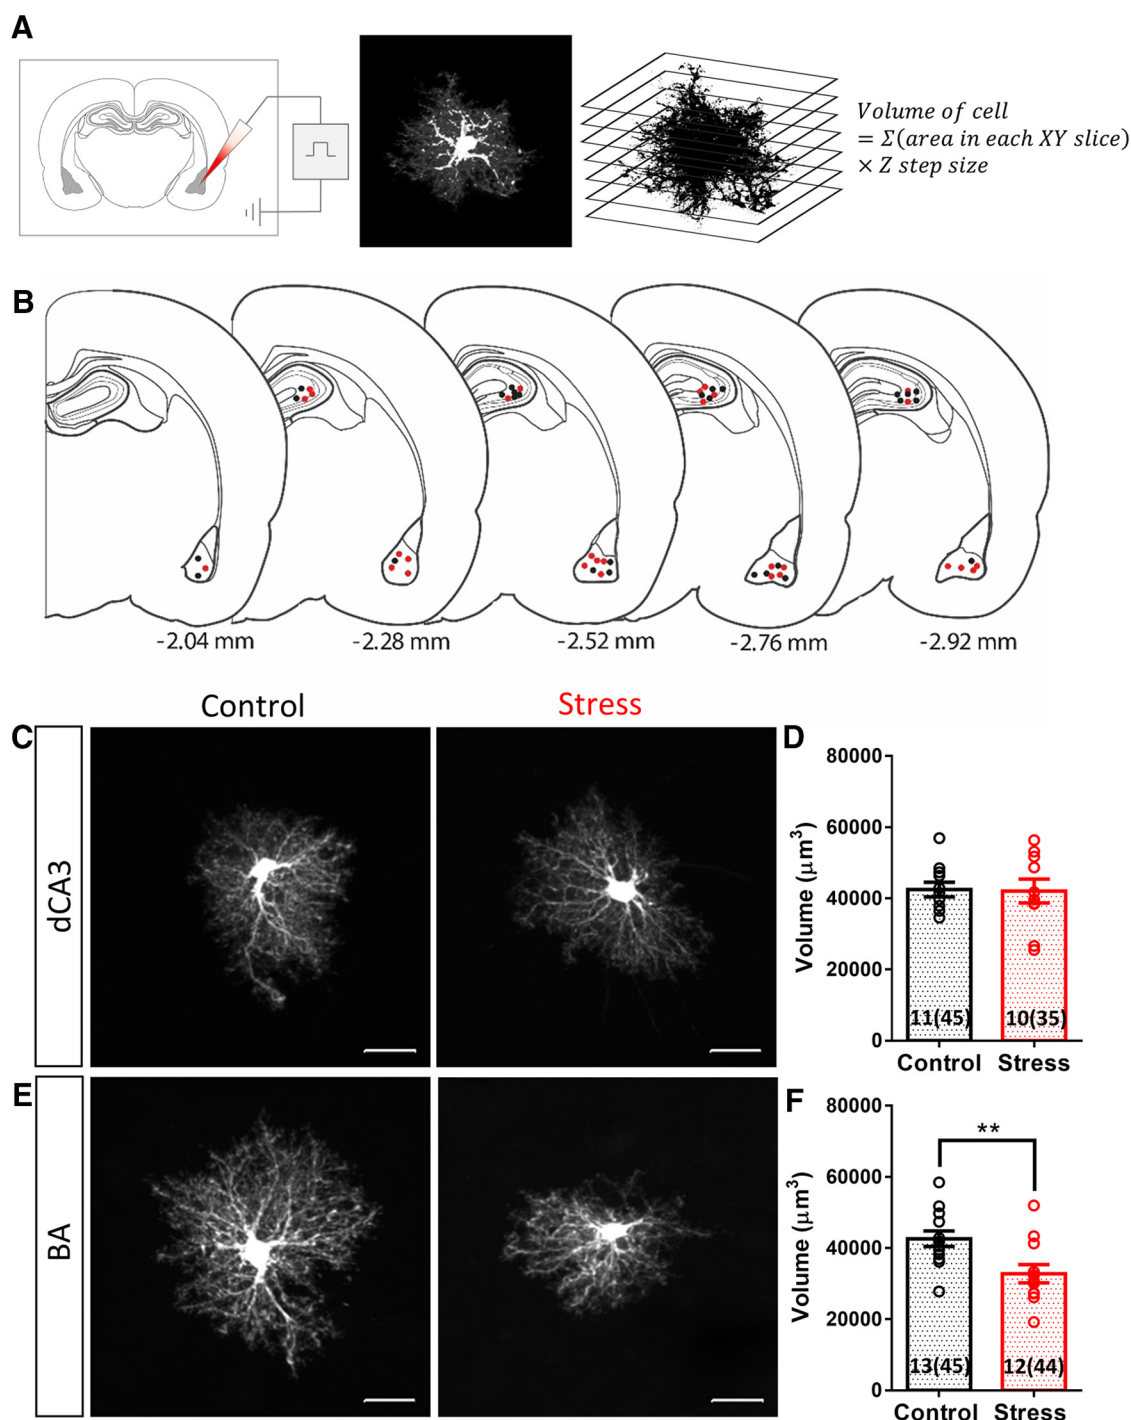 A
Volume of cell
= Σ(area in each XY slice)
× Z step size
B
-2.04 mm
-2.28 mm
-2.52 mm
-2.76 mm
-2.92 mm
Control
Stress
C
dCA3
D
80000
60000
40000
20000
0
Volume (µm³)
11(45)
10(35)
Control
Stress
E
BA
F
80000
60000
40000
20000
0
Volume (µm³)
**
13(45)
12(44)
Control
Stress